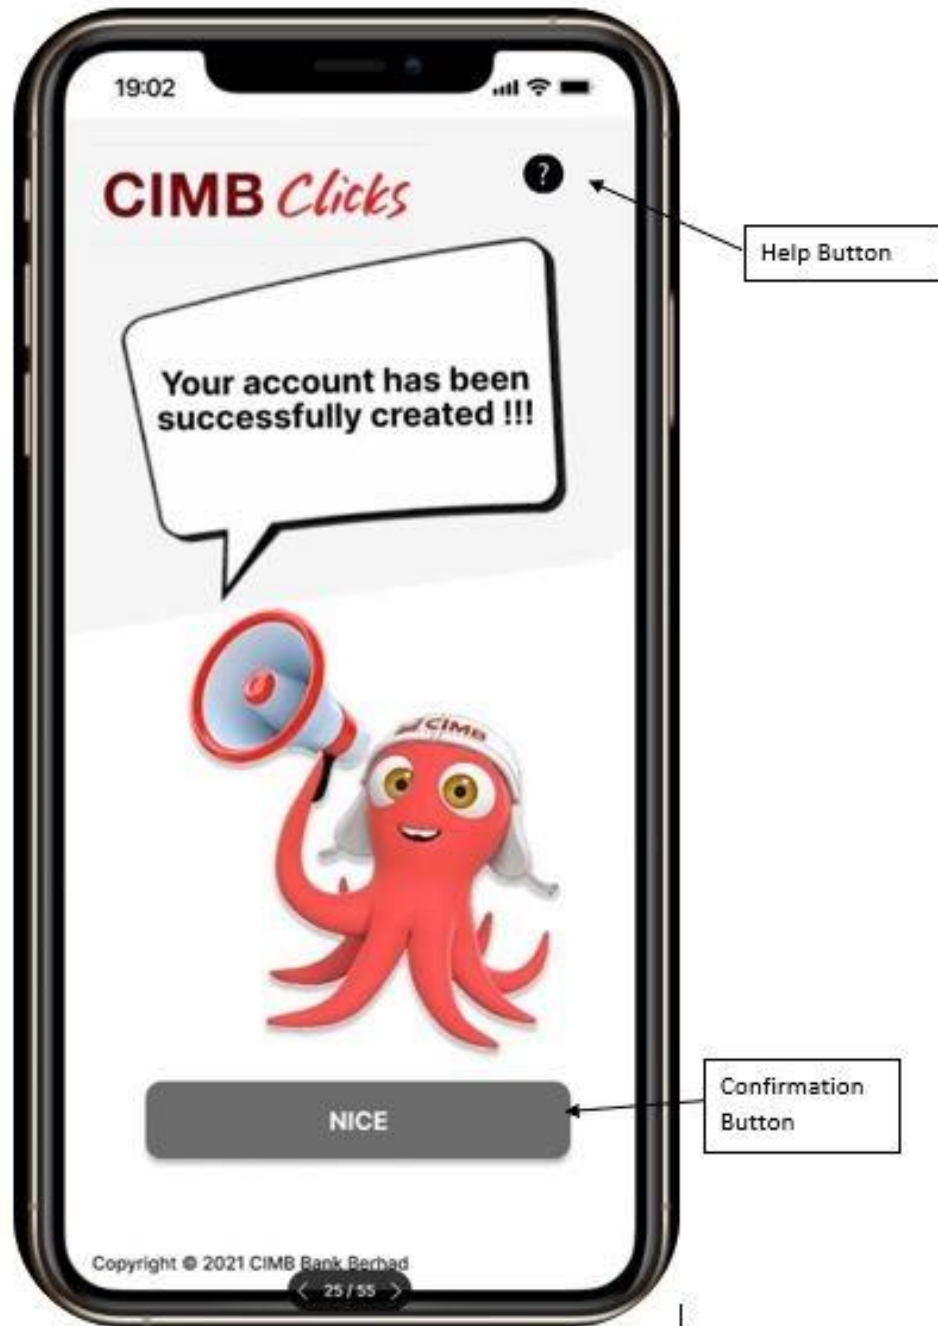 19:02
CIMB Clicks
?
Help Button
Your account has been
successfully created !!!
CIMB
NICE
Confirmation
Button
Copyright © 2021 CIMB Bank Berhad
< 25 / 55 >